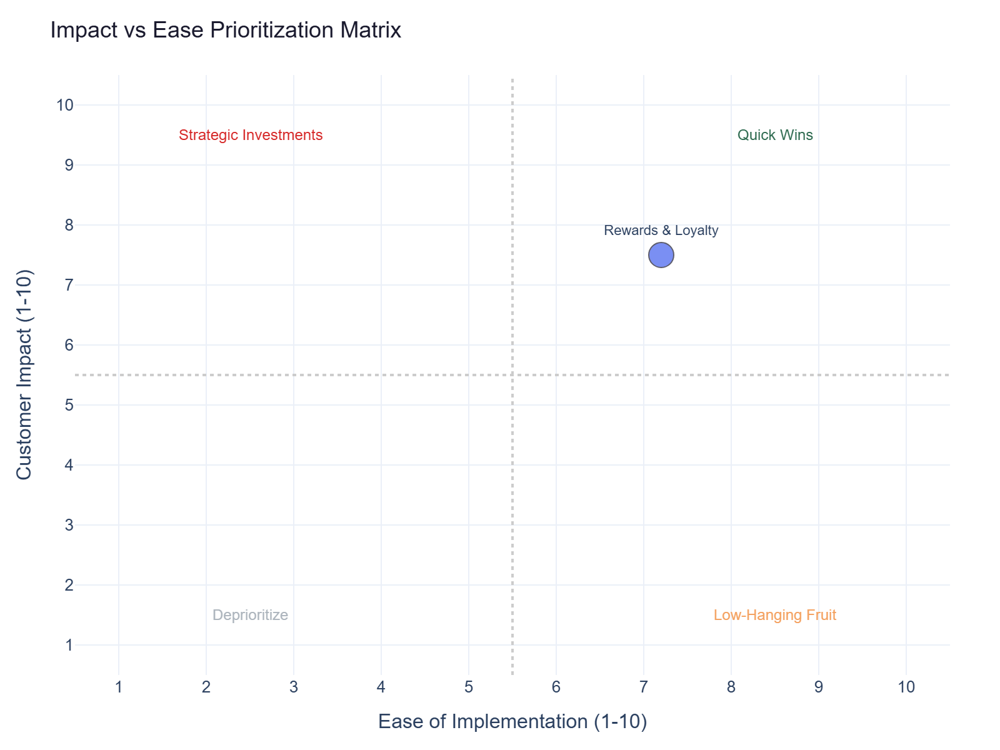 Impact vs Ease Prioritization Matrix
10
Strategic Investments
Quick Wins
9
8
Rewards & Loyalty
7
6
5
4
3
2
Deprioritize
Low-Hanging Fruit
1
Customer Impact (1-10)
1 2 3 4 5 6 7 8 9 10
Ease of Implementation (1-10)